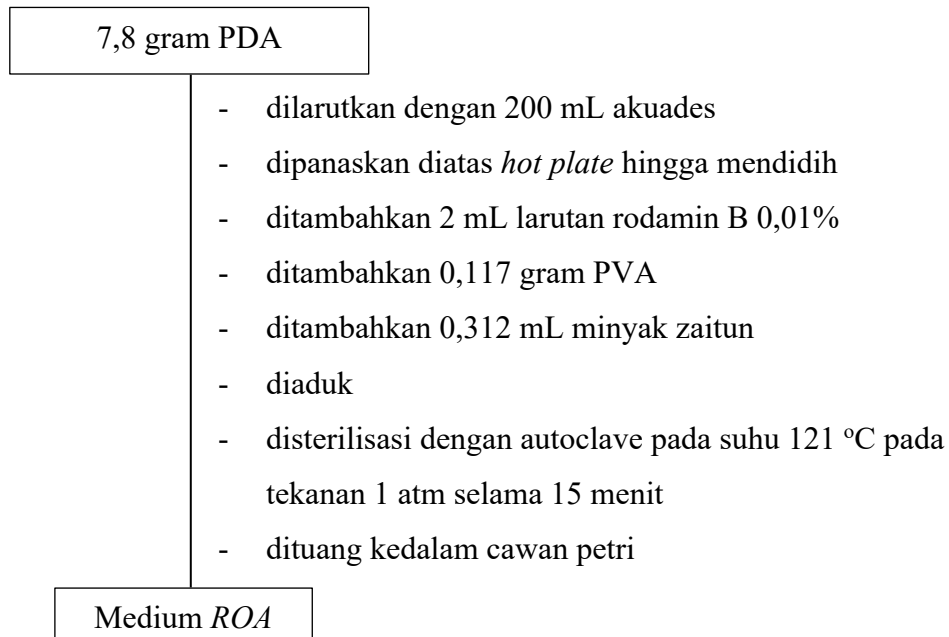 7,8 gram PDA
- dilarutkan dengan 200 mL akuades
- dipanaskan diatas hot plate hingga mendidih
- ditambahkan 2 mL larutan rodamin B 0,01%
- ditambahkan 0,117 gram PVA
- ditambahkan 0,312 mL minyak zaitun
- diaduk
- disterilisasi dengan autoclave pada suhu 121 ºC pada
tekanan 1 atm selama 15 menit
- dituang kedalam cawan petri
Medium ROA